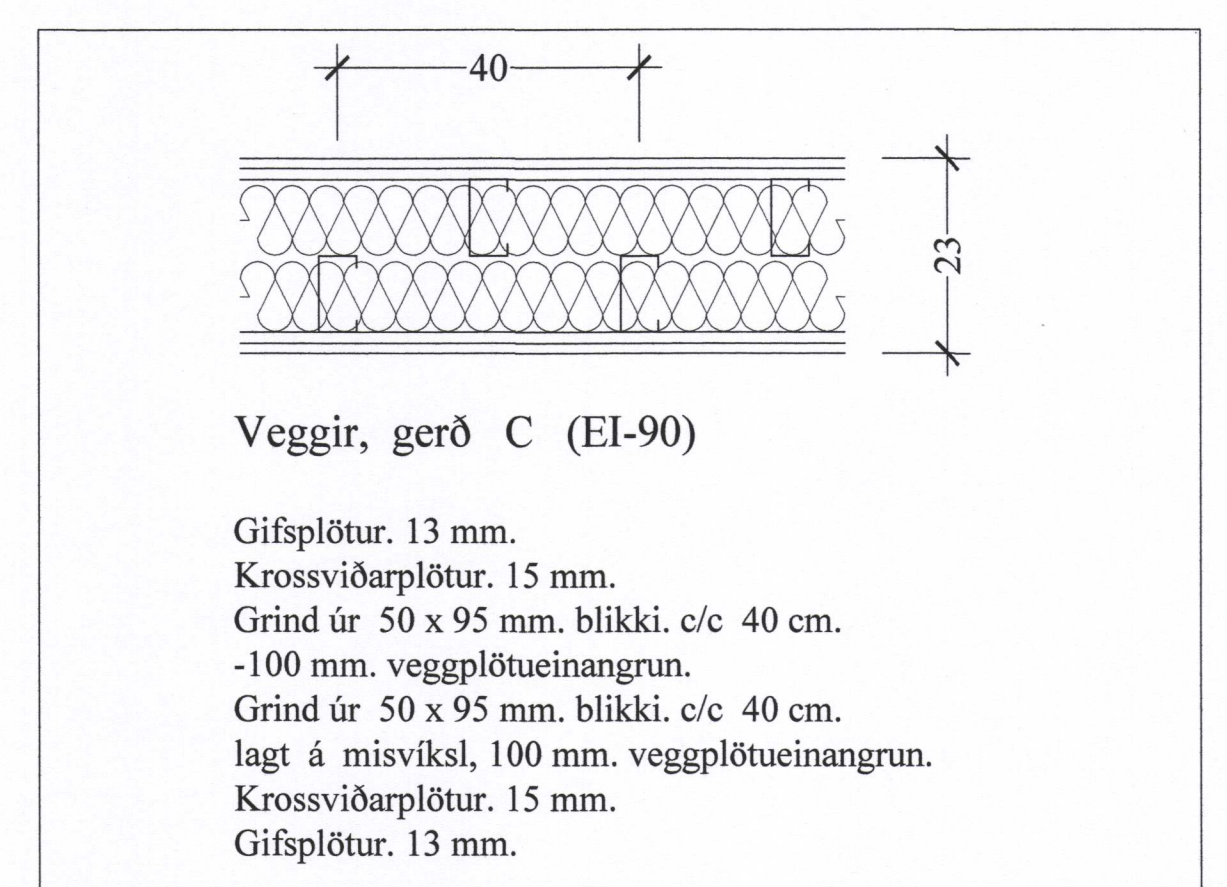 40
23
Veggir, gerð C (EI-90)
Gifsplötur. 13 mm.
Krossviðarplötur. 15 mm.
Grind úr 50 x 95 mm. blikki. c/c 40 cm.
-100 mm. veggplötueinangrun.
Grind úr 50 x 95 mm. blikki. c/c 40 cm.
lagt á misvíksl, 100 mm. veggplötueinangrun.
Krossviðarplötur. 15 mm.
Gifsplötur. 13 mm.